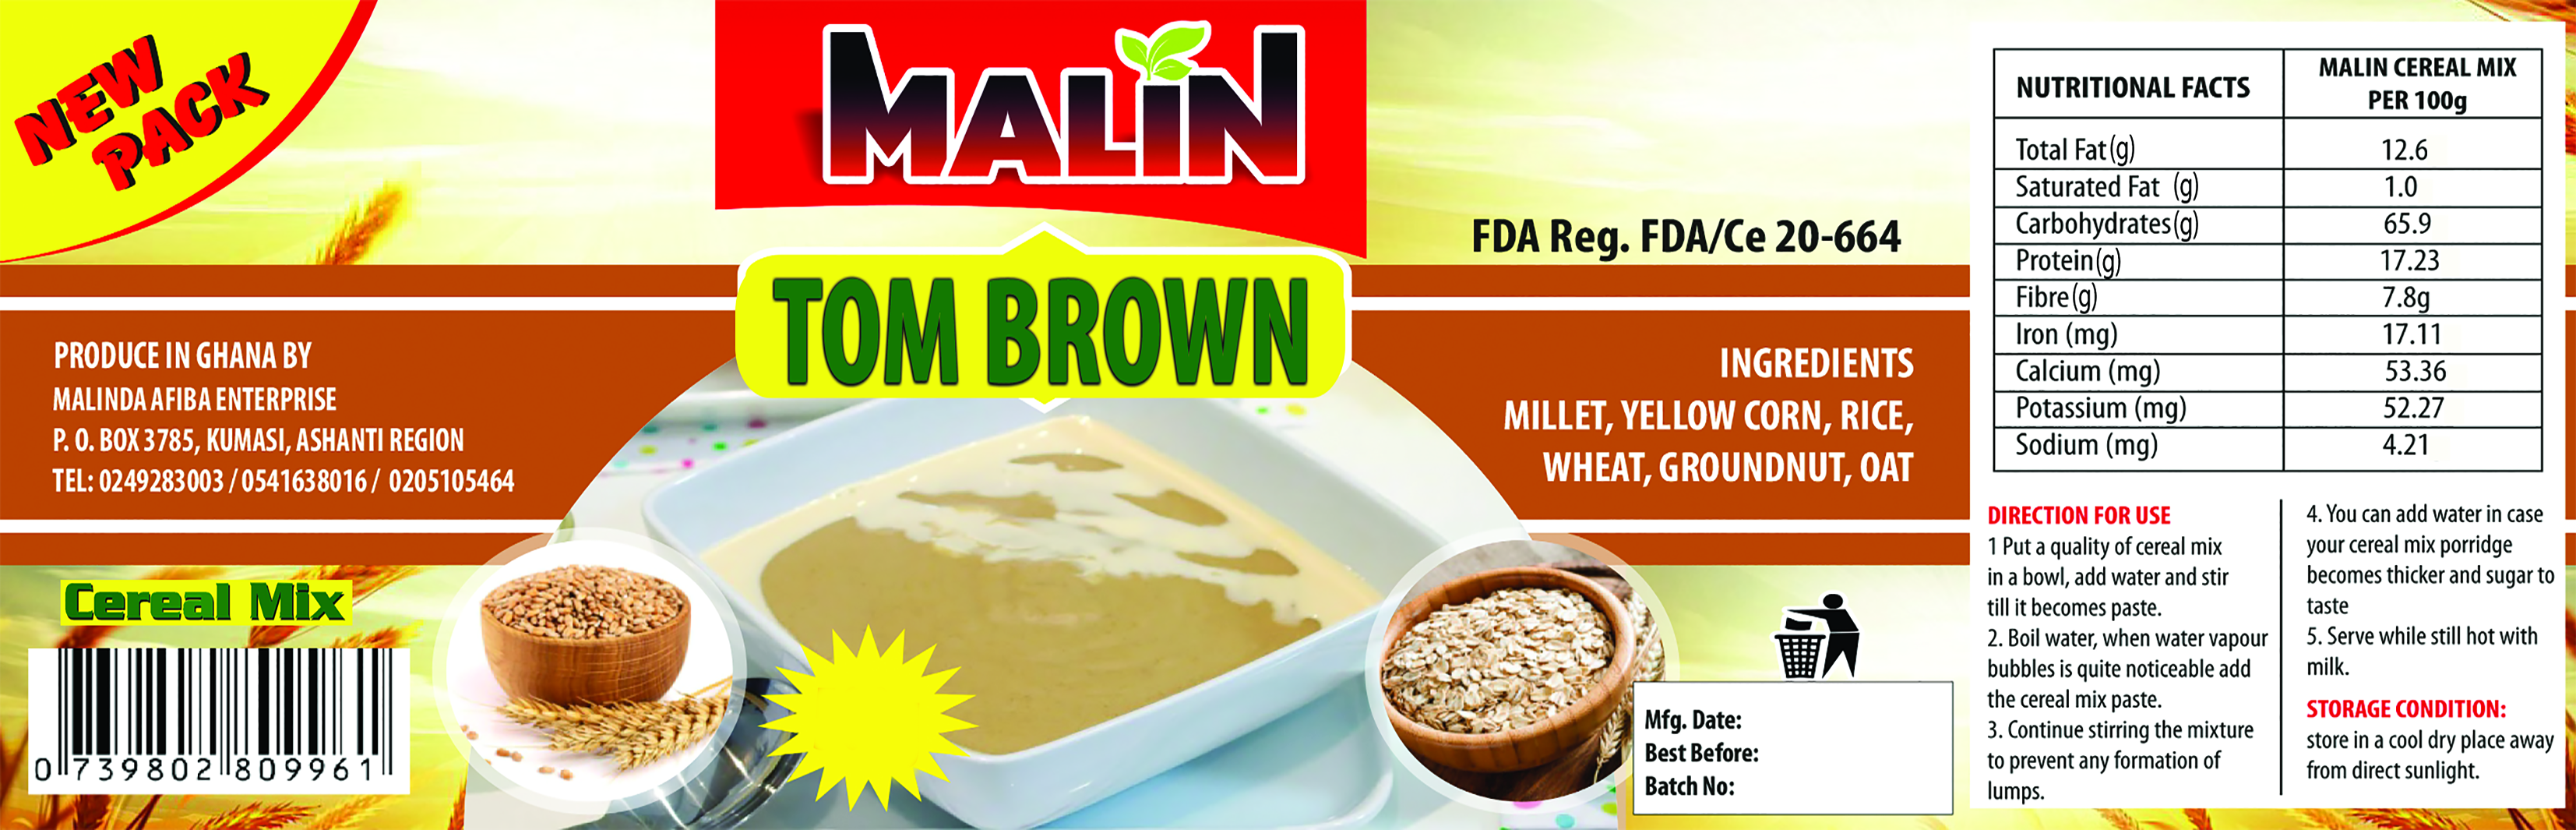 NEW
PACK
MALIN
TOM BROWN
FDA Reg. FDA/Ce 20-664
PRODUCE IN GHANA BY
MALINDA AFIBA ENTERPRISE
P. O. BOX 3785, KUMASI, ASHANTI REGION
TEL: 0249283003 / 0541638016 / 0205105464
INGREDIENTS
MILLET, YELLOW CORN, RICE,
WHEAT, GROUNDNUT, OAT
Cereal Mix
0 739802 809961
Mfg. Date:
Best Before:
Batch No:
NUTRITIONAL FACTS MALIN CEREAL MIX
PER 100g
Total Fat (g) 12.6
Saturated Fat (g) 1.0
Carbohydrates (g) 65.9
Protein (g) 17.23
Fibre (g) 7.8g
Iron (mg) 17.11
Calcium (mg) 53.36
Potassium (mg) 52.27
Sodium (mg) 4.21
DIRECTION FOR USE
1 Put a quality of cereal mix
in a bowl, add water and stir
till it becomes paste.
2. Boil water, when water vapour
bubbles is quite noticeable add
the cereal mix paste.
3. Continue stirring the mixture
to prevent any formation of
lumps.
4. You can add water in case
your cereal mix porridge
becomes thicker and sugar to
taste
5. Serve while still hot with
milk.
STORAGE CONDITION:
store in a cool dry place away
from direct sunlight.